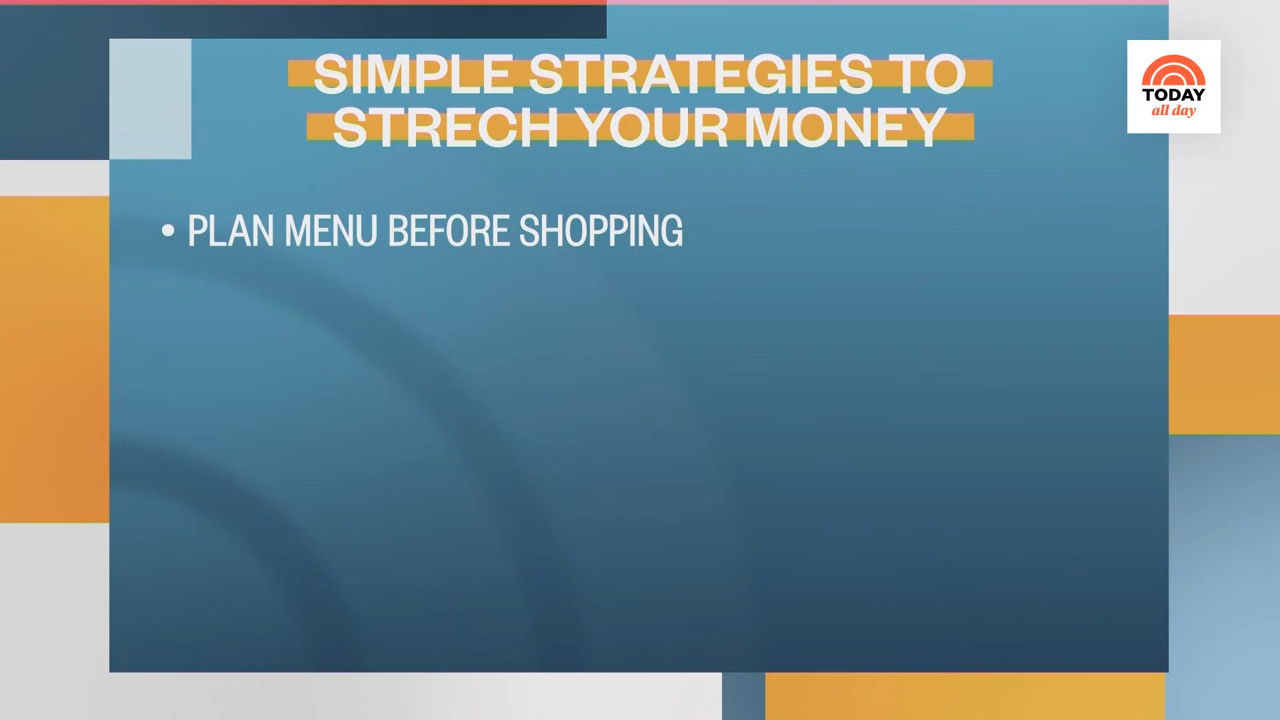 SIMPLE STRATEGIES TO
STRECH YOUR MONEY
TODAY
all day
• PLAN MENU BEFORE SHOPPING